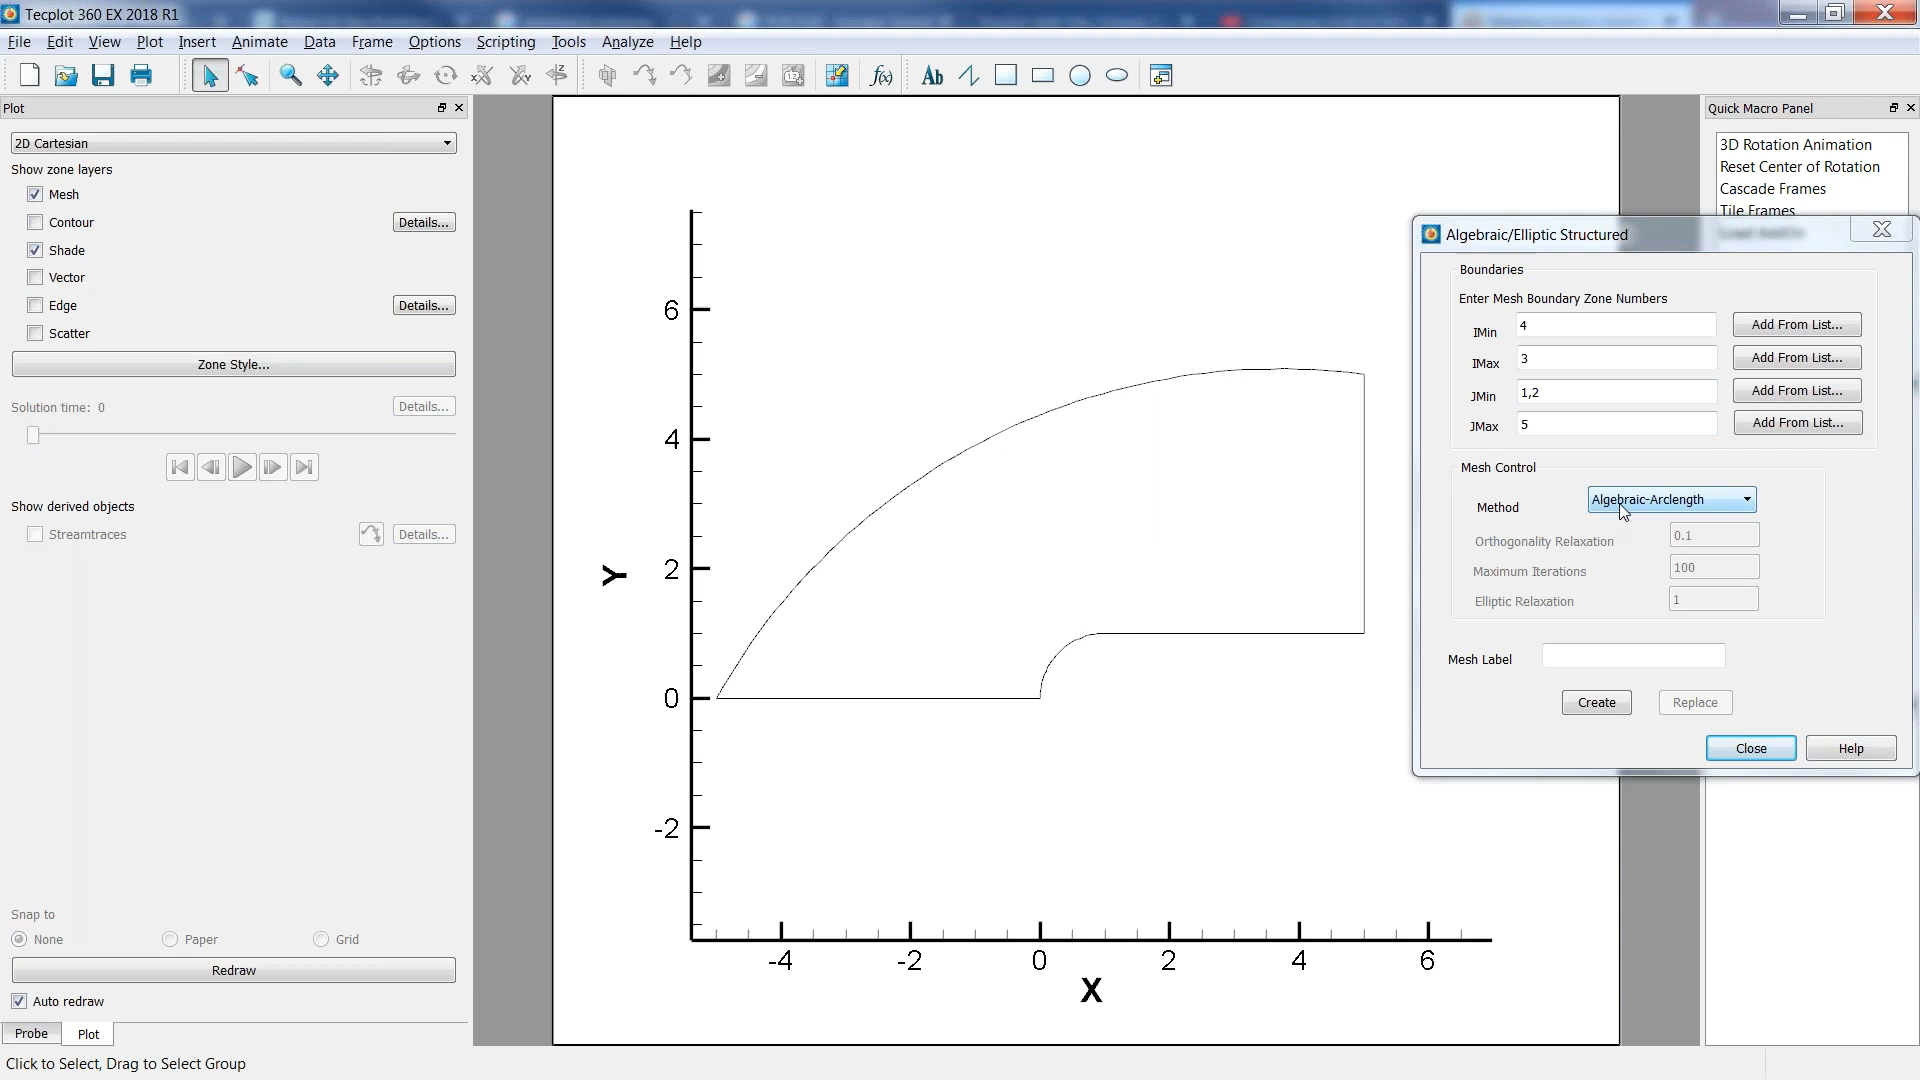 Tecplot 360 EX 2018 R1
File Edit View Plot Insert Animate Data Frame Options Scripting Tools Analyze Help
f(x) Ab
Plot
2D Cartesian
Show zone layers
Mesh
Contour Details...
Shade
Vector
Edge Details...
Scatter
Zone Style...
Solution time: 0 Details...
Show derived objects
Streamtraces Details...
Snap to
None Paper Grid
Redraw
Auto redraw
Probe Plot
Click to Select, Drag to Select Group
6
4
2
0
-2
Y
-4 -2 0 2 4 6
X
Quick Macro Panel
3D Rotation Animation
Reset Center of Rotation
Cascade Frames
Tile Frames
Algebraic/Elliptic Structured
Boundaries
Enter Mesh Boundary Zone Numbers
IMin 4 Add From List...
IMax 3 Add From List...
JMin 1,2 Add From List...
JMax 5 Add From List...
Mesh Control
Method Algebraic-Arclength
Orthogonality Relaxation 0.1
Maximum Iterations 100
Elliptic Relaxation 1
Mesh Label
Create Replace
Close Help